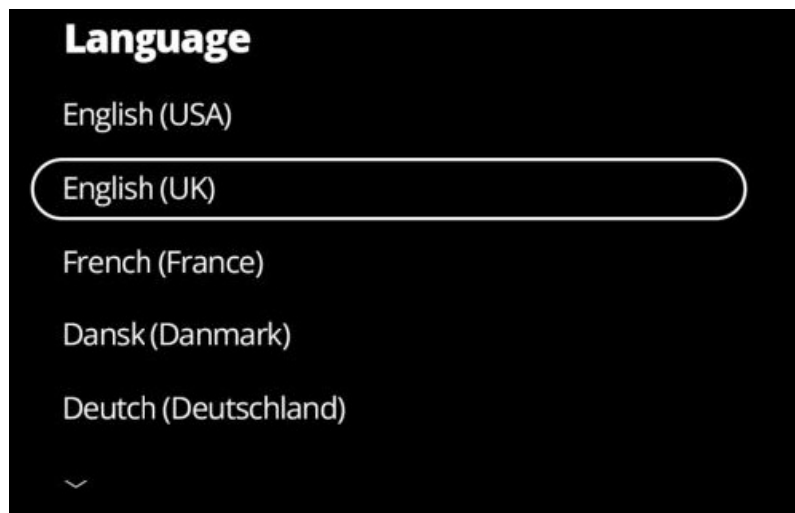 Language
English (USA)
English (UK)
French (France)
Dansk (Danmark)
Deutch (Deutschland)